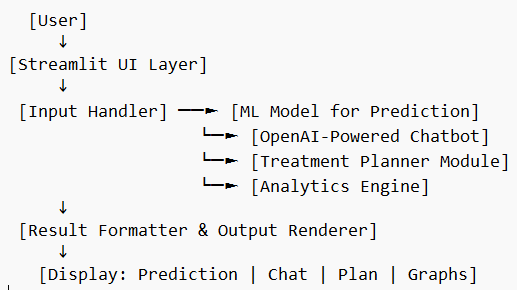 [User]
↓
[Streamlit UI Layer]
↓
[Input Handler] ──► [ML Model for Prediction]
└─► [OpenAI-Powered Chatbot]
└─► [Treatment Planner Module]
└─► [Analytics Engine]
↓
[Result Formatter & Output Renderer]
↓
[Display: Prediction | Chat | Plan | Graphs]